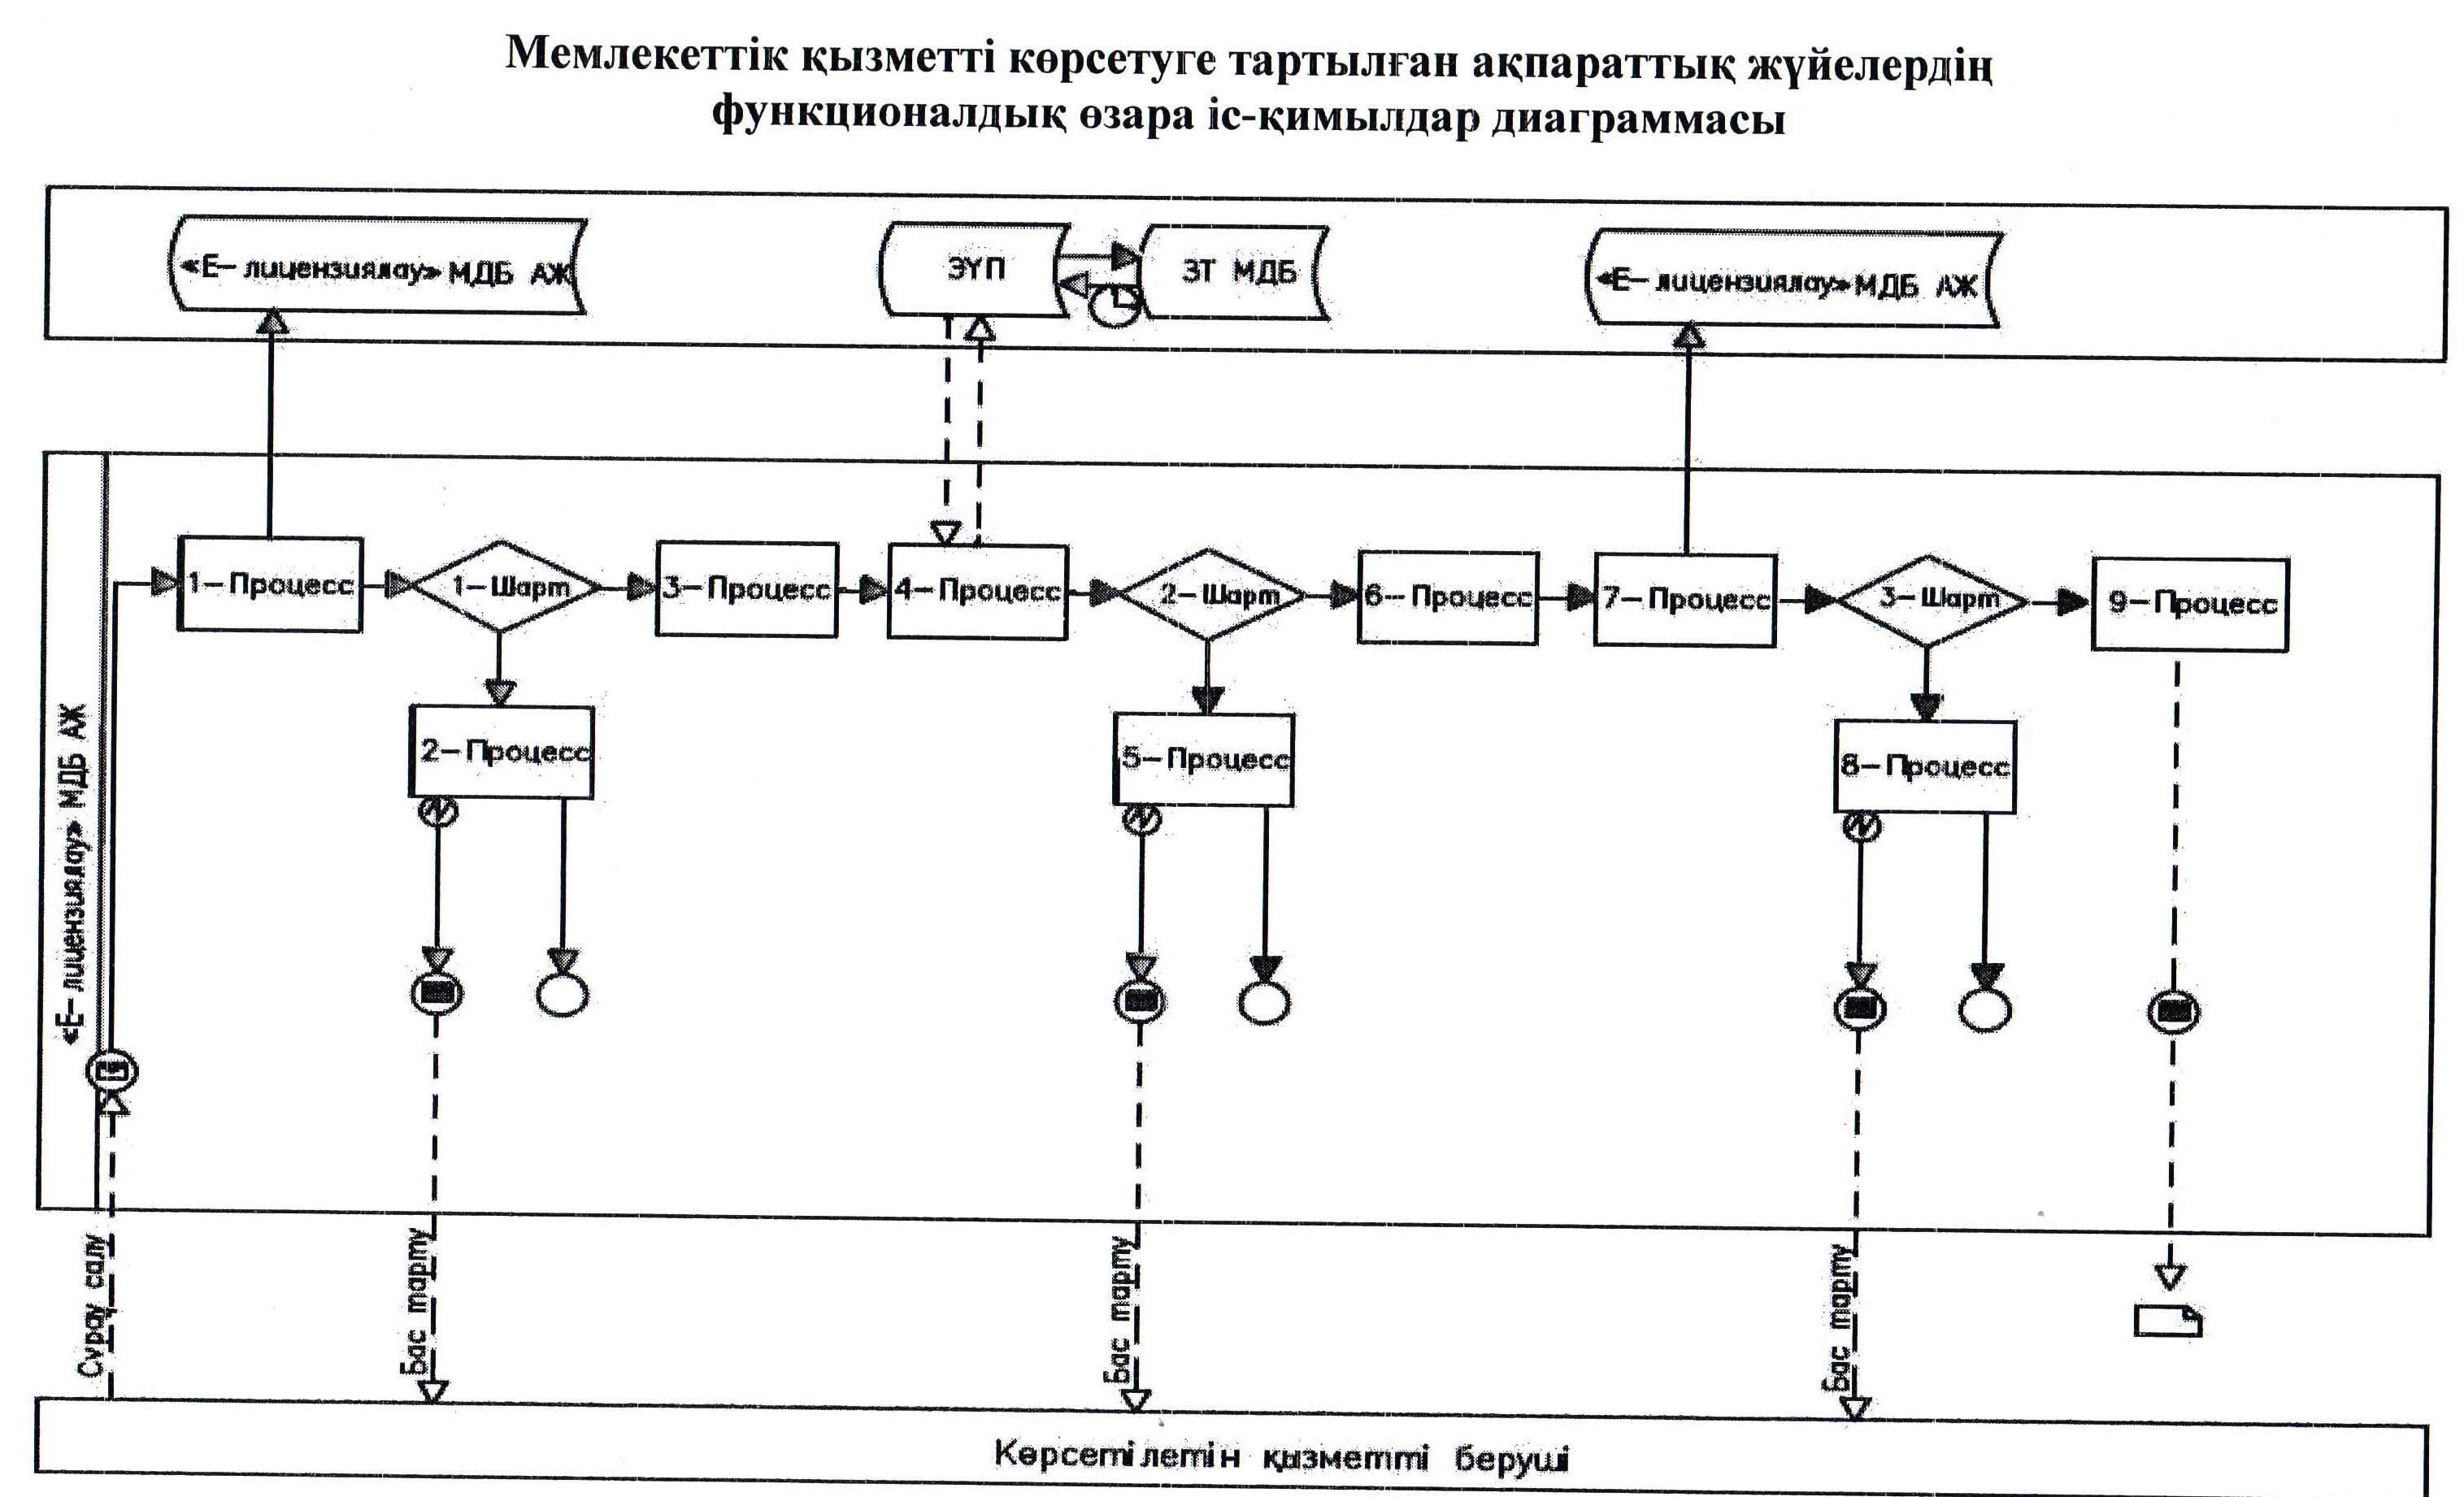 Мемлекеттік қызметті көрсетуге тартылған ақпараттық жүйелердің
функционалдық өзара іс-қимылдар диаграммасы
«Е– лицензиялау» МДБ АЖ
ЭҮП
ЗТ МДБ
«Е– лицензиялау» МДБ АЖ
1– Процесс
1– Шарт
3– Процесс
4– Процесс
2– Шарт
6– Процесс
7– Процесс
3– Шарт
9– Процесс
2– Процесс
5– Процесс
8– Процесс
«Е– лицензиялау» МДБ АЖ
Сұрау салу
Бас тарту
Бас тарту
Бас тарту
Көрсетілетін қызметті беруші